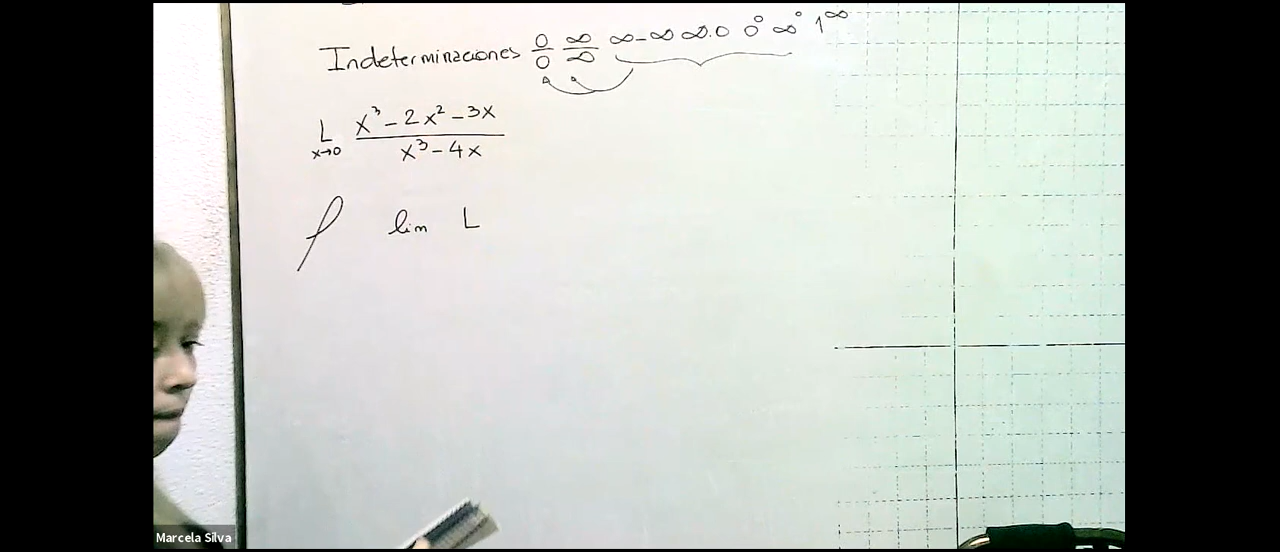 Indeterminaciones 0/0 ∞/∞ ∞-∞ ∞.0 0⁰ ∞⁰ 1^∞
L x→0 (x³ - 2x² - 3x)/(x³ - 4x)
lim L
Marcela Silva